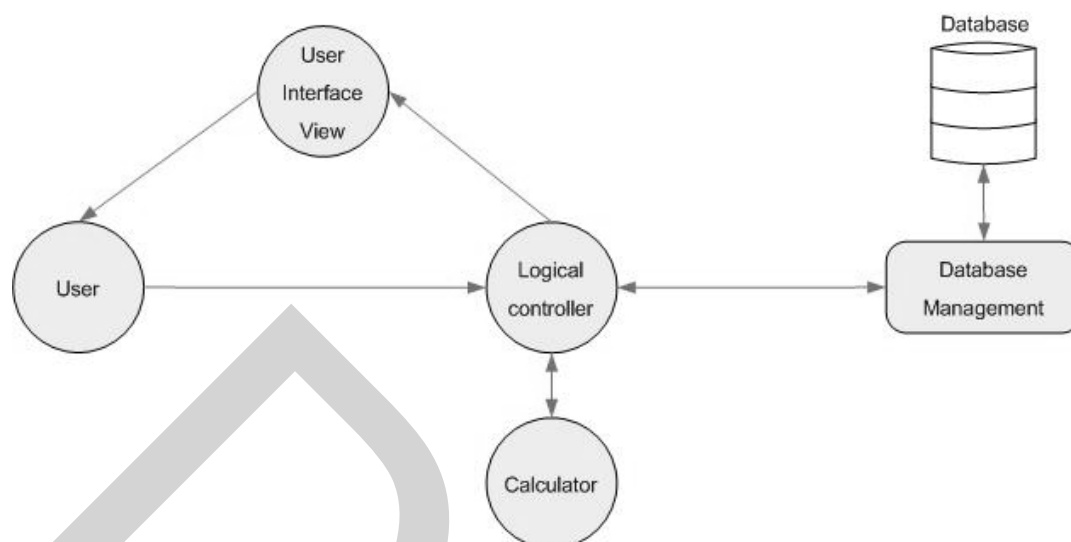 Database
User
Interface
View
User
Logical
controller
Database
Management
Calculator